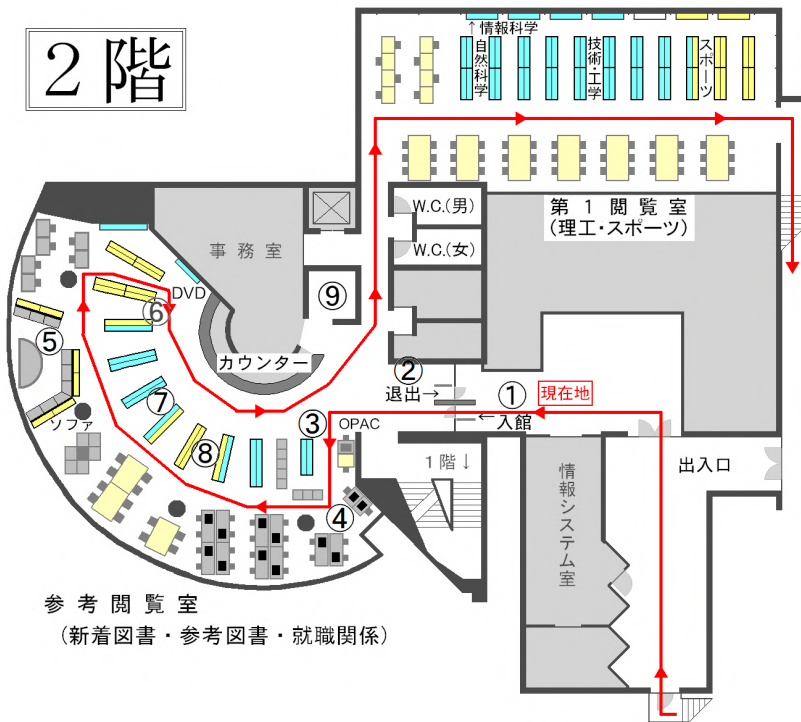 ２階
↑情報科学
自然科学
技術・工学
スポーツ
W.C.(男)
W.C.(女)
第１閲覧室
(理工・スポーツ)
事務室
DVD
⑨
⑥
⑤
カウンター
②
退出→
①
現在地
←入館
⑦
③
OPAC
ソファ
⑧
1階↓
出入口
情報システム室
④
参考閲覧室
（新着図書・参考図書・就職関係）